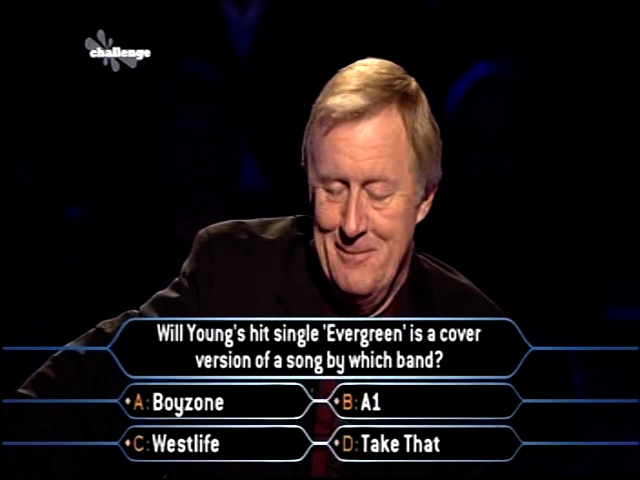 challenge
Will Young's hit single 'Evergreen' is a cover
version of a song by which band?
A: Boyzone
B: A1
C: Westlife
D: Take That